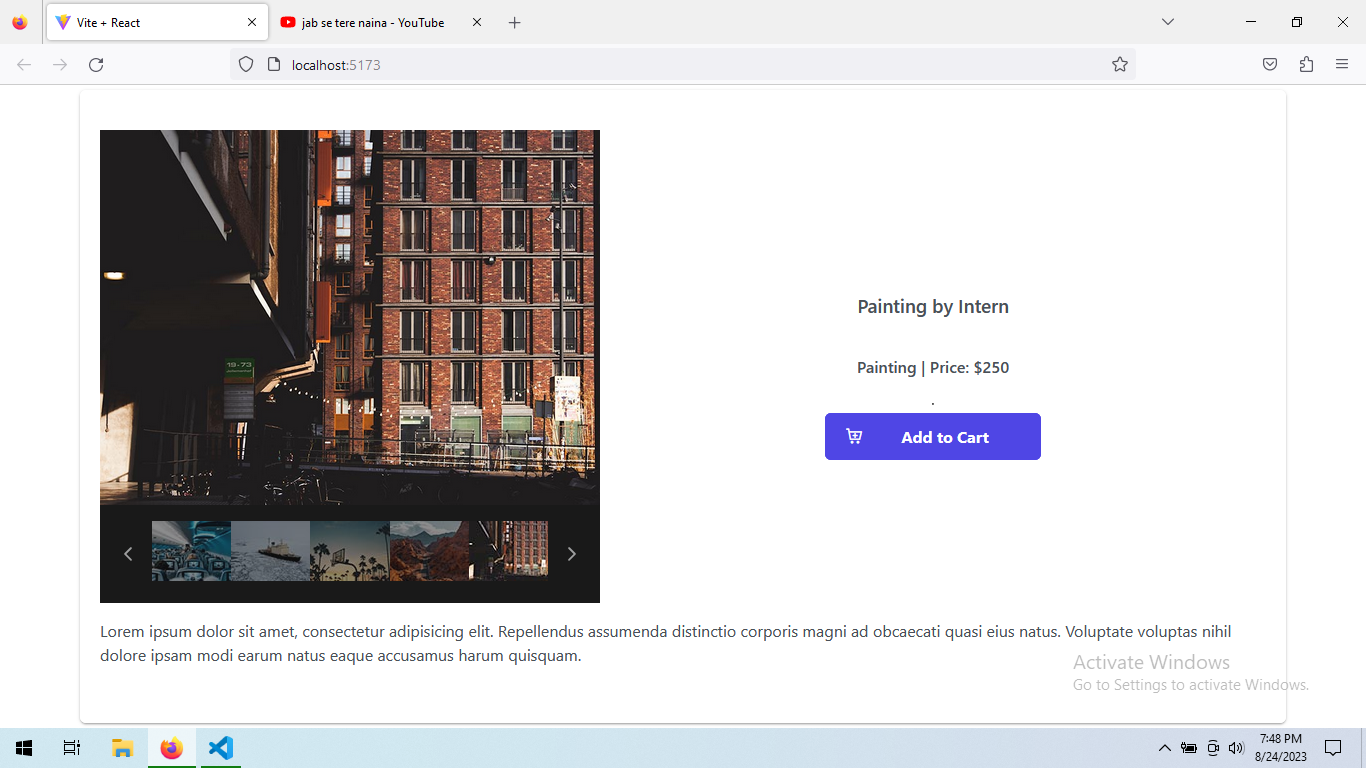 Vite + React
jab se tere naina - YouTube
localhost:5173
19-73
Painting by Intern
Painting | Price: $250
.
Add to Cart
Lorem ipsum dolor sit amet, consectetur adipisicing elit. Repellendus assumenda distinctio corporis magni ad obcaecati quasi eius natus. Voluptate voluptas nihil
dolore ipsam modi earum natus eaque accusamus harum quisquam.
Activate Windows
Go to Settings to activate Windows.
7:48 PM
8/24/2023